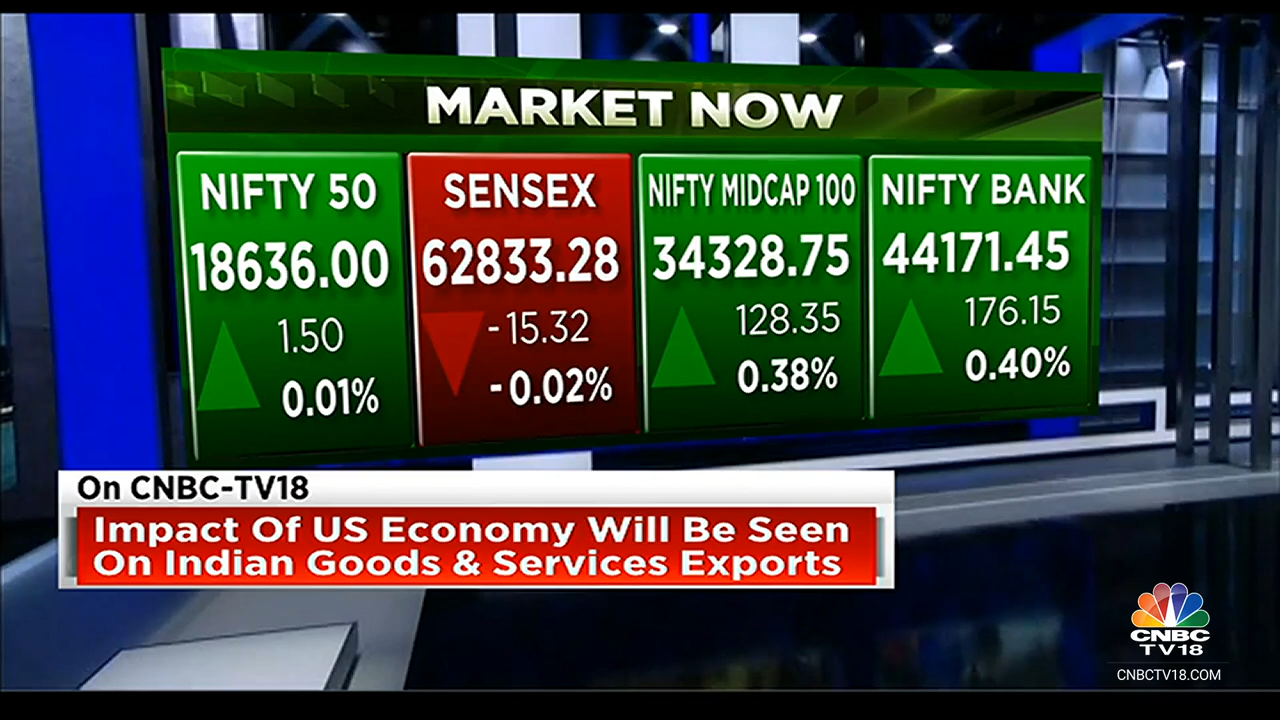 MARKET NOW
NIFTY 50
18636.00
1.50
0.01%
SENSEX
62833.28
-15.32
-0.02%
NIFTY MIDCAP 100
34328.75
128.35
0.38%
NIFTY BANK
44171.45
176.15
0.40%
On CNBC-TV18
Impact Of US Economy Will Be Seen
On Indian Goods & Services Exports
CNBC
TV18
CNBCTV18.COM